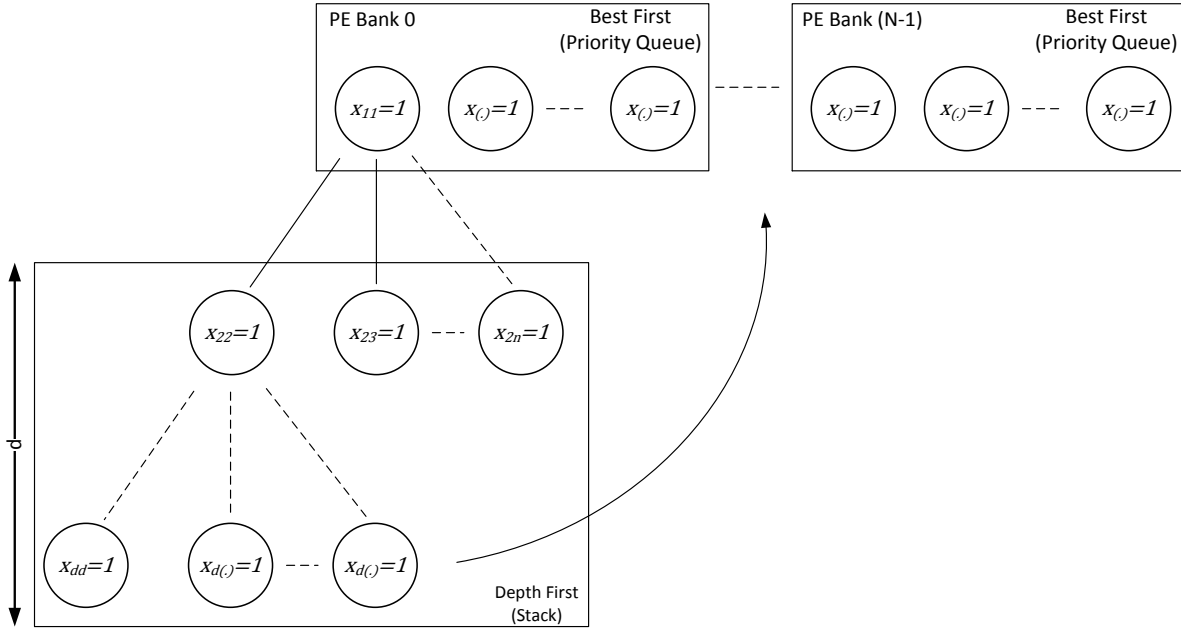 PE Bank 0
Best First
(Priority Queue)
x11=1
x(.)=1
x(.)=1
PE Bank (N-1)
Best First
(Priority Queue)
x(.)=1
x(.)=1
x(.)=1
d
x22=1
x23=1
x2n=1
xdd=1
xd(.)=1
xd(.)=1
Depth First
(Stack)